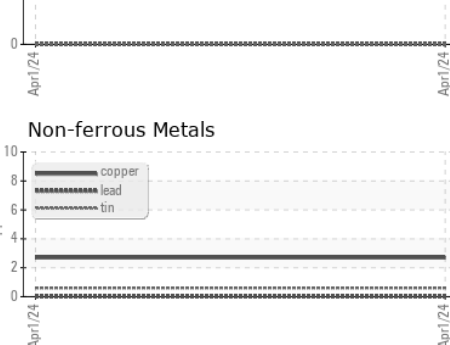 0
Apr1/24 Apr1/24
Non-ferrous Metals
10
copper
8
lead
6
tin
4
2
0
Apr1/24 Apr1/24